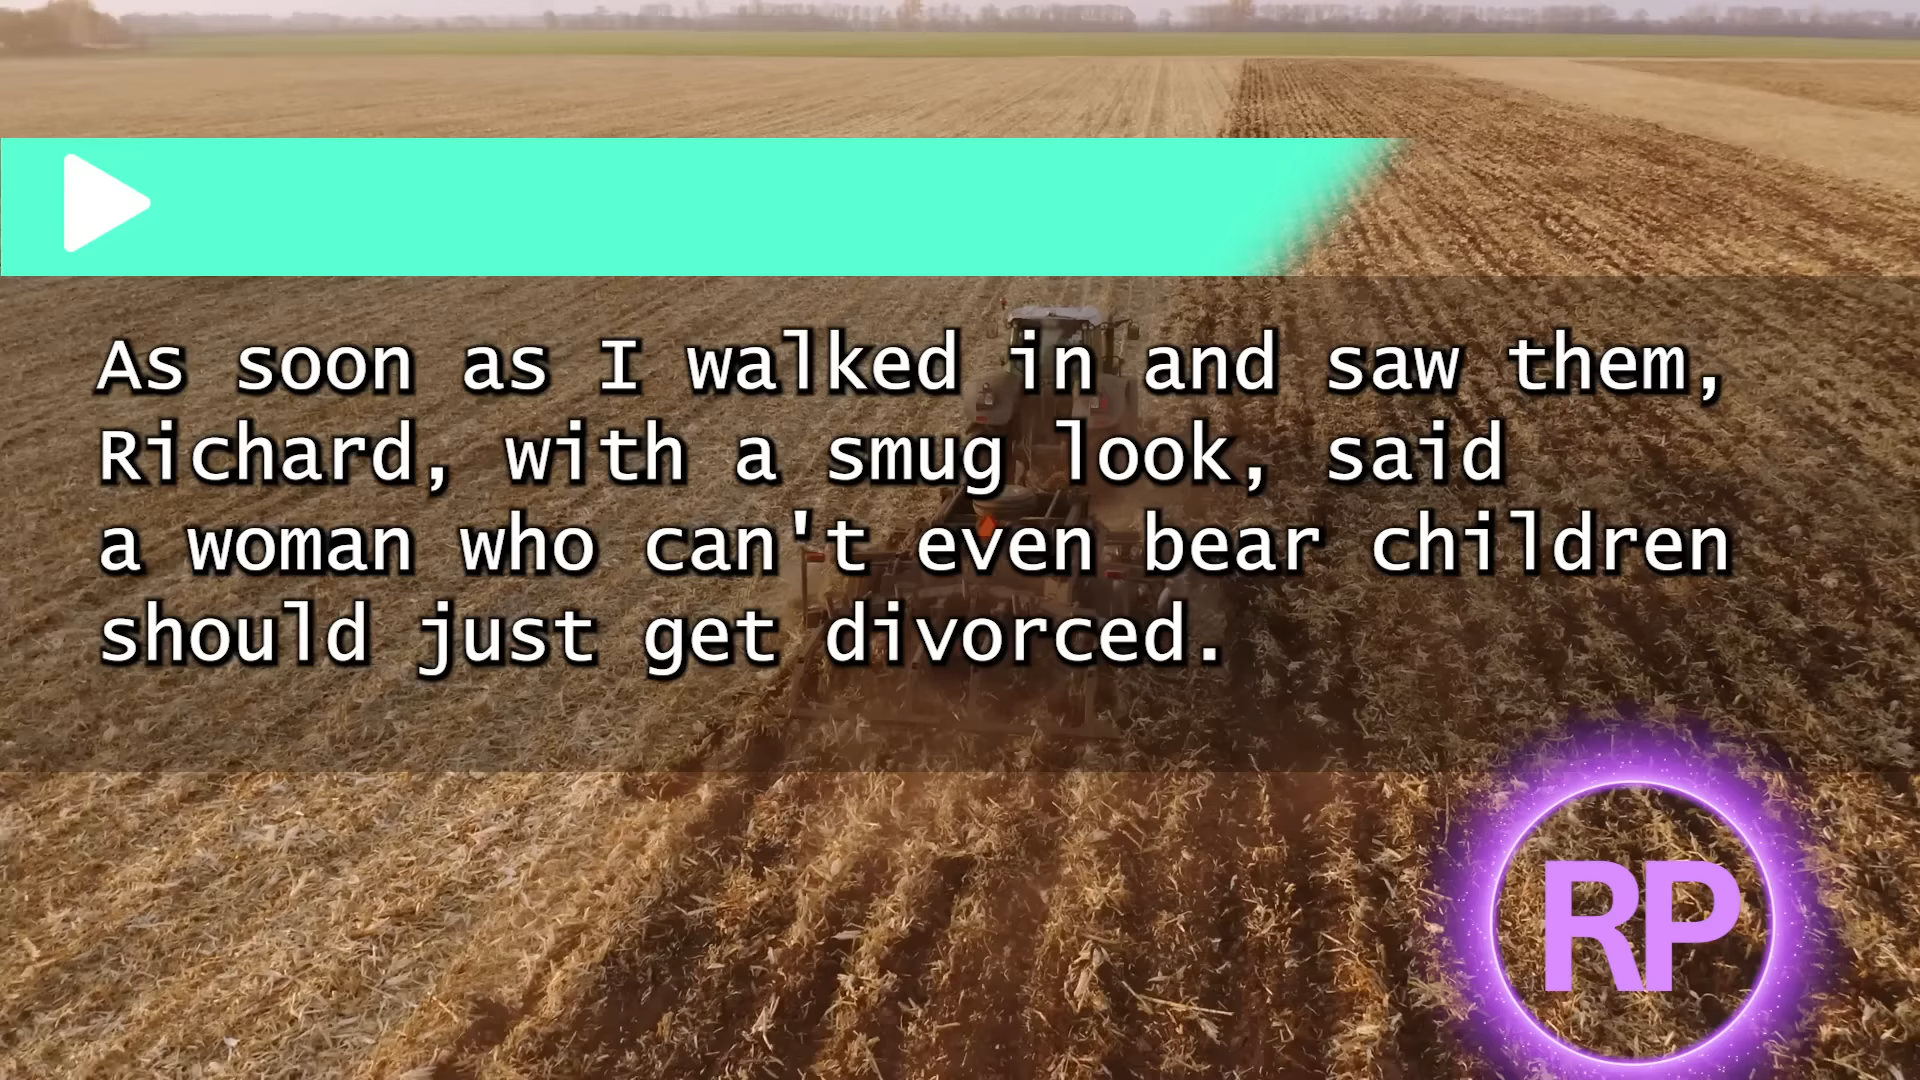 As soon as I walked in and saw them,
Richard, with a smug look, said
a woman who can't even bear children
should just get divorced.
RP